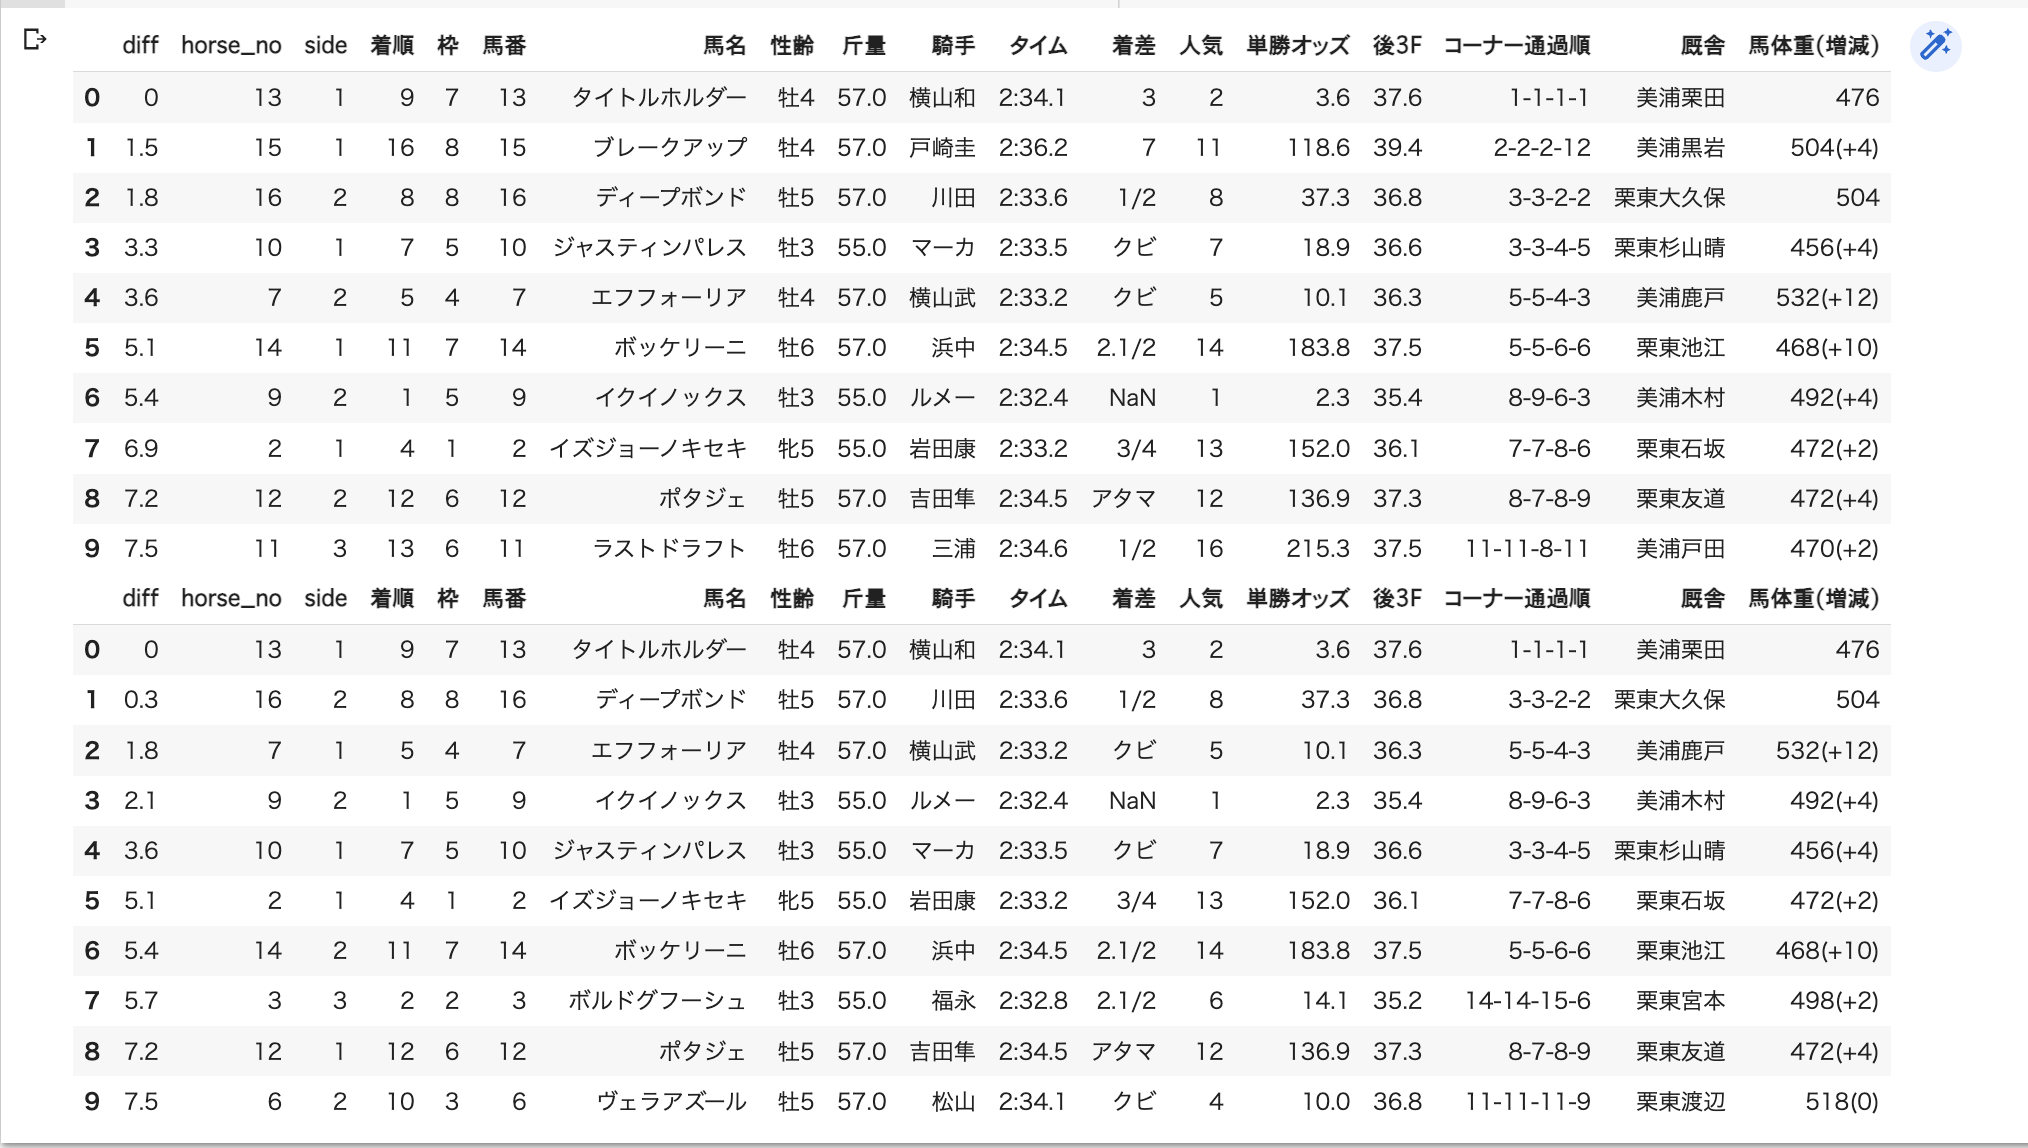 diff horse_no side 着順 枠 馬番 馬名 性齢 斤量 騎手 タイム 着差 人気 単勝オッズ 後3F コーナー通過順 厩舎 馬体重(増減)
0 0 13 1 9 7 13 タイトルホルダー 牡4 57.0 横山和 2:34.1 3 2 3.6 37.6 1-1-1-1 美浦栗田 476
1 1.5 15 1 16 8 15 ブレークアップ 牡4 57.0 戸崎圭 2:36.2 7 11 118.6 39.4 2-2-2-12 美浦黒岩 504(+4)
2 1.8 16 2 8 8 16 ディープボンド 牡5 57.0 川田 2:33.6 1/2 8 37.3 36.8 3-3-2-2 栗東大久保 504
3 3.3 10 1 7 5 10 ジャスティンパレス 牡3 55.0 マーカ 2:33.5 クビ 7 18.9 36.6 3-3-4-5 栗東杉山晴 456(+4)
4 3.6 7 2 5 4 7 エフフォーリア 牡4 57.0 横山武 2:33.2 クビ 5 10.1 36.3 5-5-4-3 美浦鹿戸 532(+12)
5 5.1 14 1 11 7 14 ボッケリーニ 牡6 57.0 浜中 2:34.5 2.1/2 14 183.8 37.5 5-5-6-6 栗東池江 468(+10)
6 5.4 9 2 1 5 9 イクイノックス 牡3 55.0 ルメー 2:32.4 NaN 1 2.3 35.4 8-9-6-3 美浦木村 492(+4)
7 6.9 2 1 4 1 2 イズジョーノキセキ 牝5 55.0 岩田康 2:33.2 3/4 13 152.0 36.1 7-7-8-6 栗東石坂 472(+2)
8 7.2 12 2 12 6 12 ポタジェ 牡5 57.0 吉田隼 2:34.5 アタマ 12 136.9 37.3 8-7-8-9 栗東友道 472(+4)
9 7.5 11 3 13 6 11 ラストドラフト 牡6 57.0 三浦 2:34.6 1/2 16 215.3 37.5 11-11-8-11 美浦戸田 470(+2)
diff horse_no side 着順 枠 馬番 馬名 性齢 斤量 騎手 タイム 着差 人気 単勝オッズ 後3F コーナー通過順 厩舎 馬体重(増減)
0 0 13 1 9 7 13 タイトルホルダー 牡4 57.0 横山和 2:34.1 3 2 3.6 37.6 1-1-1-1 美浦栗田 476
1 0.3 16 2 8 8 16 ディープボンド 牡5 57.0 川田 2:33.6 1/2 8 37.3 36.8 3-3-2-2 栗東大久保 504
2 1.8 7 1 5 4 7 エフフォーリア 牡4 57.0 横山武 2:33.2 クビ 5 10.1 36.3 5-5-4-3 美浦鹿戸 532(+12)
3 2.1 9 2 1 5 9 イクイノックス 牡3 55.0 ルメー 2:32.4 NaN 1 2.3 35.4 8-9-6-3 美浦木村 492(+4)
4 3.6 10 1 7 5 10 ジャスティンパレス 牡3 55.0 マーカ 2:33.5 クビ 7 18.9 36.6 3-3-4-5 栗東杉山晴 456(+4)
5 5.1 2 1 4 1 2 イズジョーノキセキ 牝5 55.0 岩田康 2:33.2 3/4 13 152.0 36.1 7-7-8-6 栗東石坂 472(+2)
6 5.4 14 2 11 7 14 ボッケリーニ 牡6 57.0 浜中 2:34.5 2.1/2 14 183.8 37.5 5-5-6-6 栗東池江 468(+10)
7 5.7 3 3 2 2 3 ボルドグフーシュ 牡3 55.0 福永 2:32.8 2.1/2 6 14.1 35.2 14-14-15-6 栗東宮本 498(+2)
8 7.2 12 1 12 6 12 ポタジェ 牡5 57.0 吉田隼 2:34.5 アタマ 12 136.9 37.3 8-7-8-9 栗東友道 472(+4)
9 7.5 6 2 10 3 6 ヴェラアズール 牡5 57.0 松山 2:34.1 クビ 4 10.0 36.8 11-11-11-9 栗東渡辺 518(0)